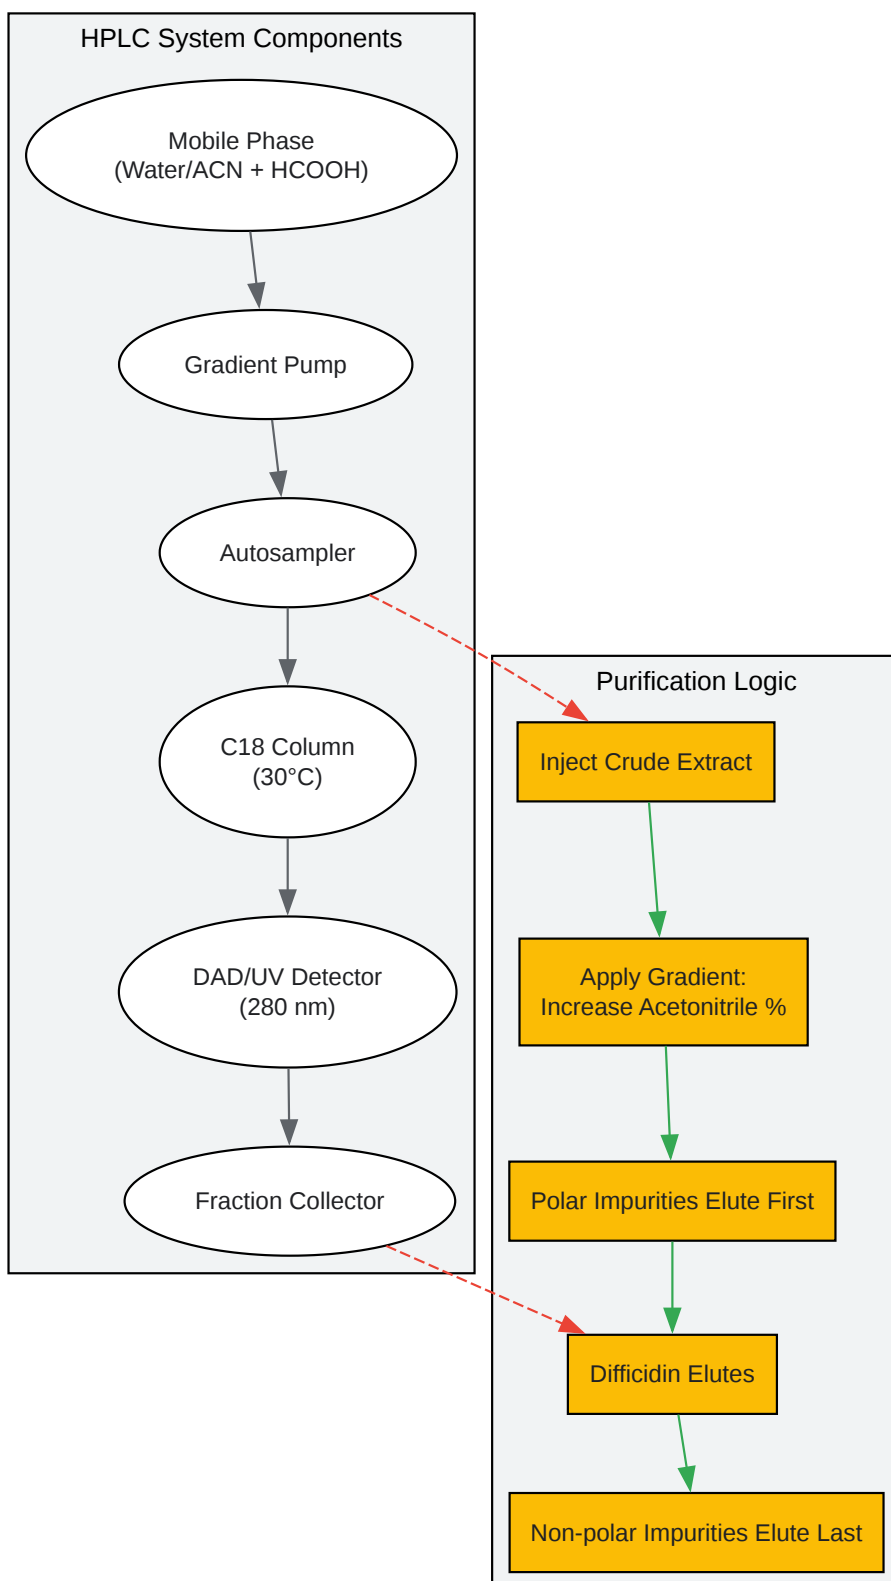 HPLC System Components
Mobile Phase
(Water/ACN + HCOOH)
Gradient Pump
Autosampler
C18 Column
(30°C)
DAD/UV Detector
(280 nm)
Fraction Collector
Purification Logic
Inject Crude Extract
Apply Gradient:
Increase Acetonitrile %
Polar Impurities Elute First
Difficidin Elutes
Non-polar Impurities Elute Last